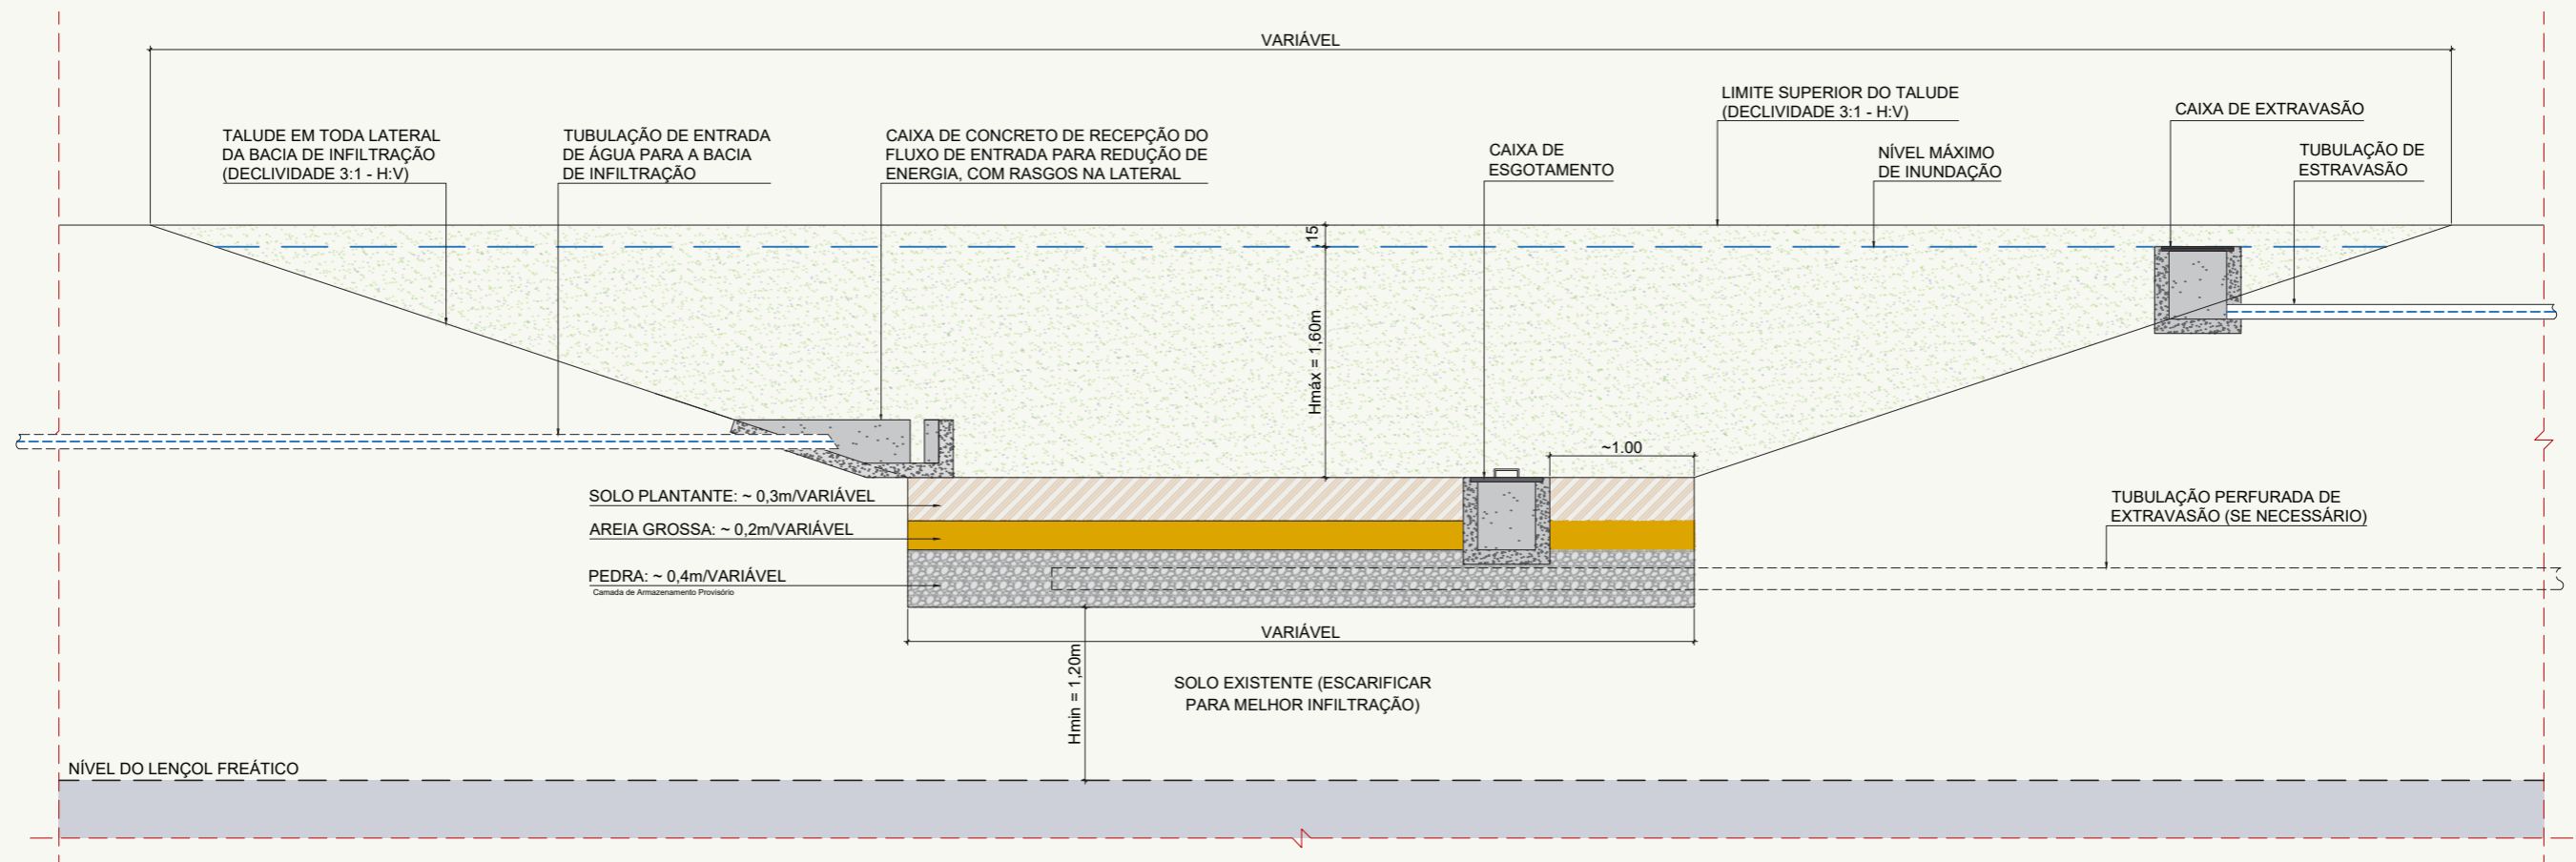 VARIÁVEL
LIMITE SUPERIOR DO TALUDE
(DECLIVIDADE 3:1 - H:V)
CAIXA DE EXTRAVASÃO
TALUDE EM TODA LATERAL
DA BACIA DE INFILTRAÇÃO
(DECLIVIDADE 3:1 - H:V)
TUBULAÇÃO DE ENTRADA
DE ÁGUA PARA A BACIA
DE INFILTRAÇÃO
CAIXA DE CONCRETO DE RECEPÇÃO DO
FLUXO DE ENTRADA PARA REDUÇÃO DE
ENERGIA, COM RASGOS NA LATERAL
CAIXA DE
ESGOTAMENTO
NÍVEL MÁXIMO
DE INUNDAÇÃO
TUBULAÇÃO DE
ESTRAVASÃO
,15
Hmáx = 1,60m
~1.00
SOLO PLANTANTE: ~ 0,3m/VARIÁVEL
AREIA GROSSA: ~ 0,2m/VARIÁVEL
PEDRA: ~ 0,4m/VARIÁVEL
Camada de Armazenamento Provisório
TUBULAÇÃO PERFURADA DE
EXTRAVASÃO (SE NECESSÁRIO)
VARIÁVEL
Hmin = 1,20m
SOLO EXISTENTE (ESCARIFICAR
PARA MELHOR INFILTRAÇÃO)
NÍVEL DO LENÇOL FREÁTICO